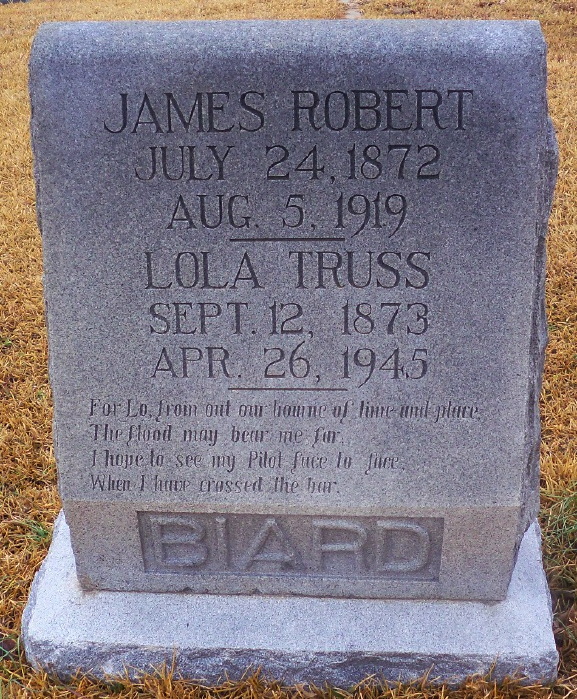 JAMES ROBERT
JULY 24, 1872
AUG. 5, 1919
LOLA TRUSS
SEPT. 12, 1873
APR. 26, 1945
For Lo, from out our bourne of time and place,
The flood may bear me far,
I hope to see my Pilot face to face,
When I have crossed the bar.
BIARD